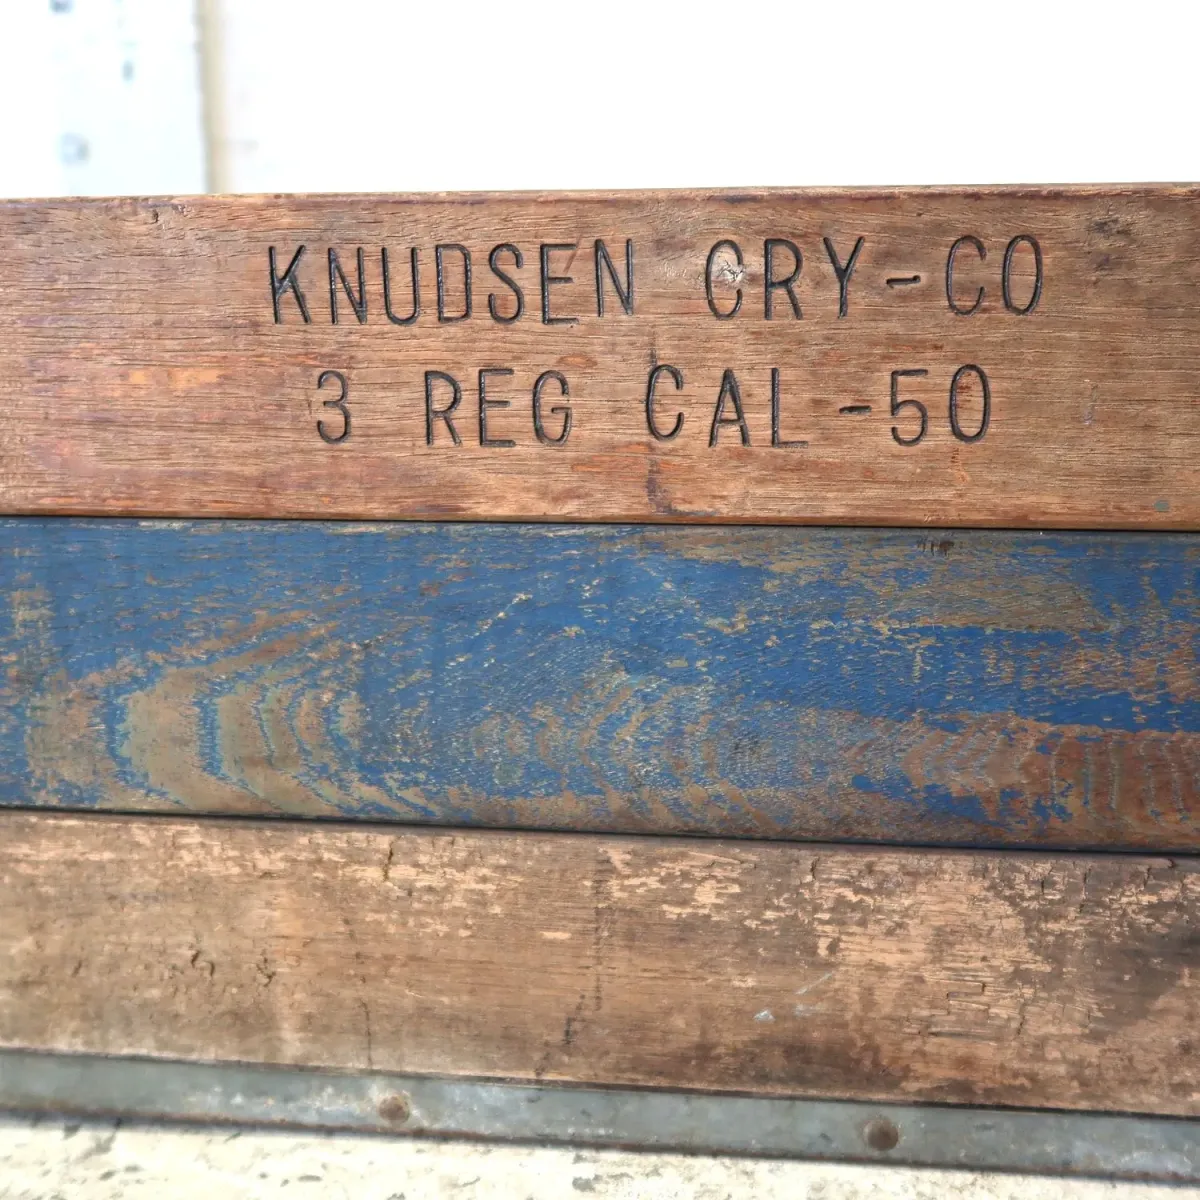 KNUDSEN CRY-CO
3 REG CAL-50